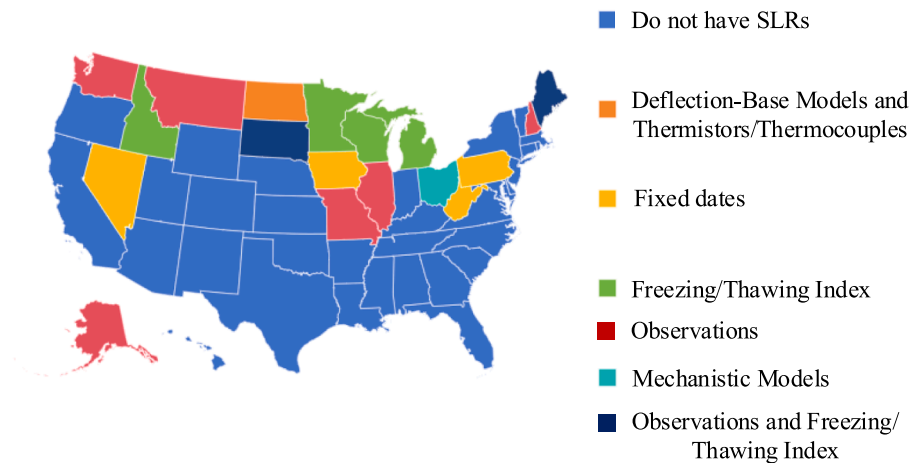 Do not have SLRs
Deflection-Base Models and
Thermistors/Thermocouples
Fixed dates
Freezing/Thawing Index
Observations
Mechanistic Models
Observations and Freezing/
Thawing Index